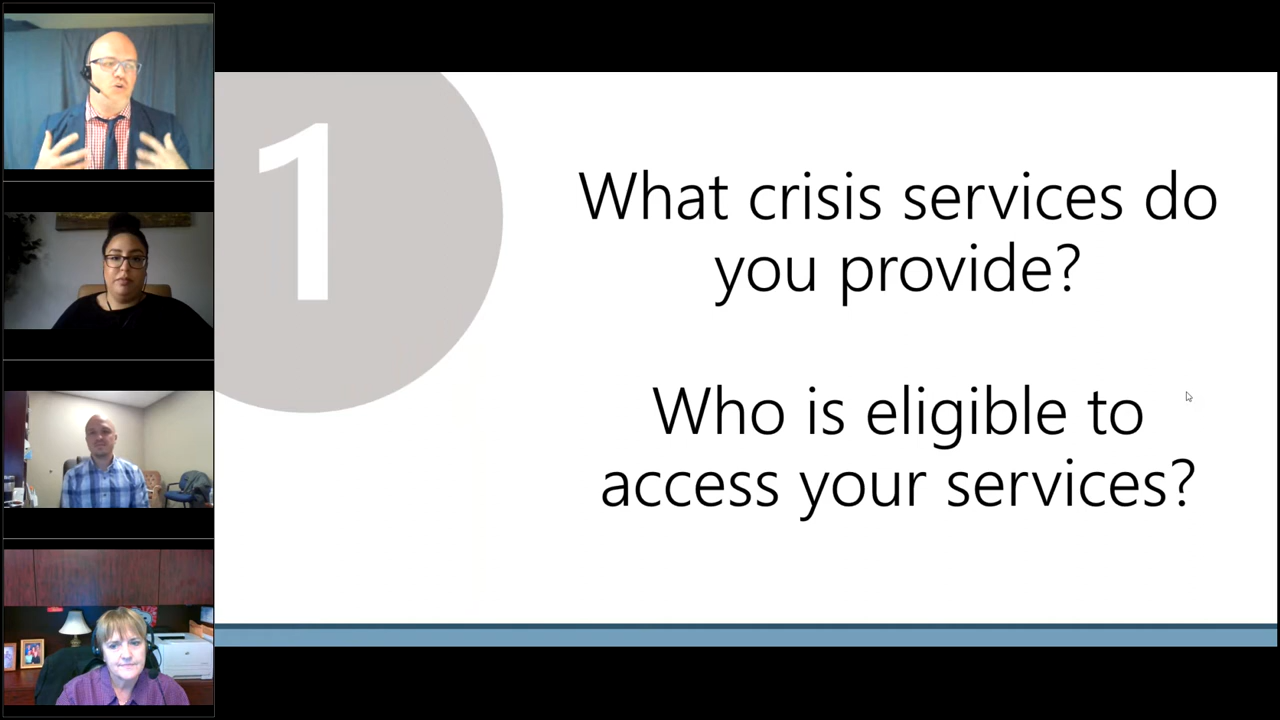 1
What crisis services do
you provide?
Who is eligible to
access your services?